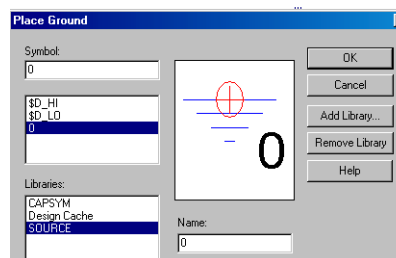 Place Ground
Symbol:
0
OK
Cancel
$D_HI
$D_LO
0
Add Library...
Remove Library
0
Help
Libraries:
CAPSYM
Design Cache
SOURCE
Name:
0